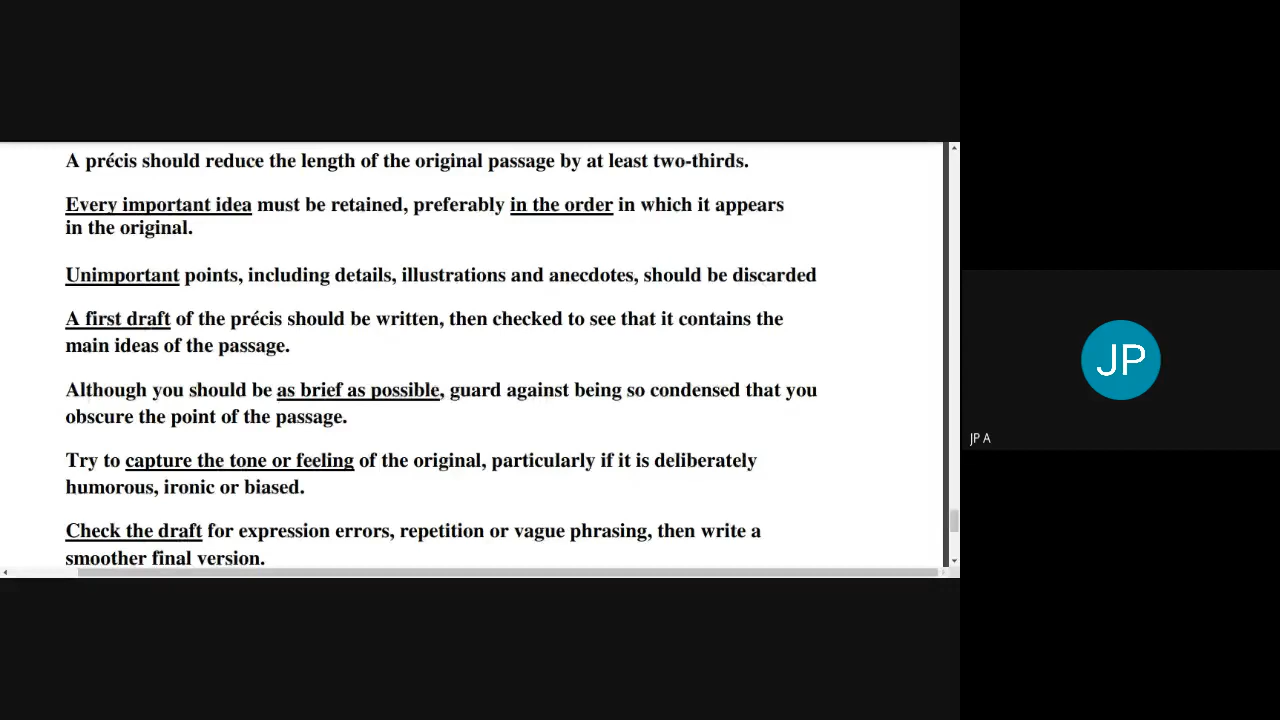 A précis should reduce the length of the original passage by at least two-thirds.
Every important idea must be retained, preferably in the order in which it appears
in the original.
Unimportant points, including details, illustrations and anecdotes, should be discarded
A first draft of the précis should be written, then checked to see that it contains the
main ideas of the passage.
Although you should be as brief as possible, guard against being so condensed that you
obscure the point of the passage.
Try to capture the tone or feeling of the original, particularly if it is deliberately
humorous, ironic or biased.
Check the draft for expression errors, repetition or vague phrasing, then write a
smoother final version.
JP
JP A